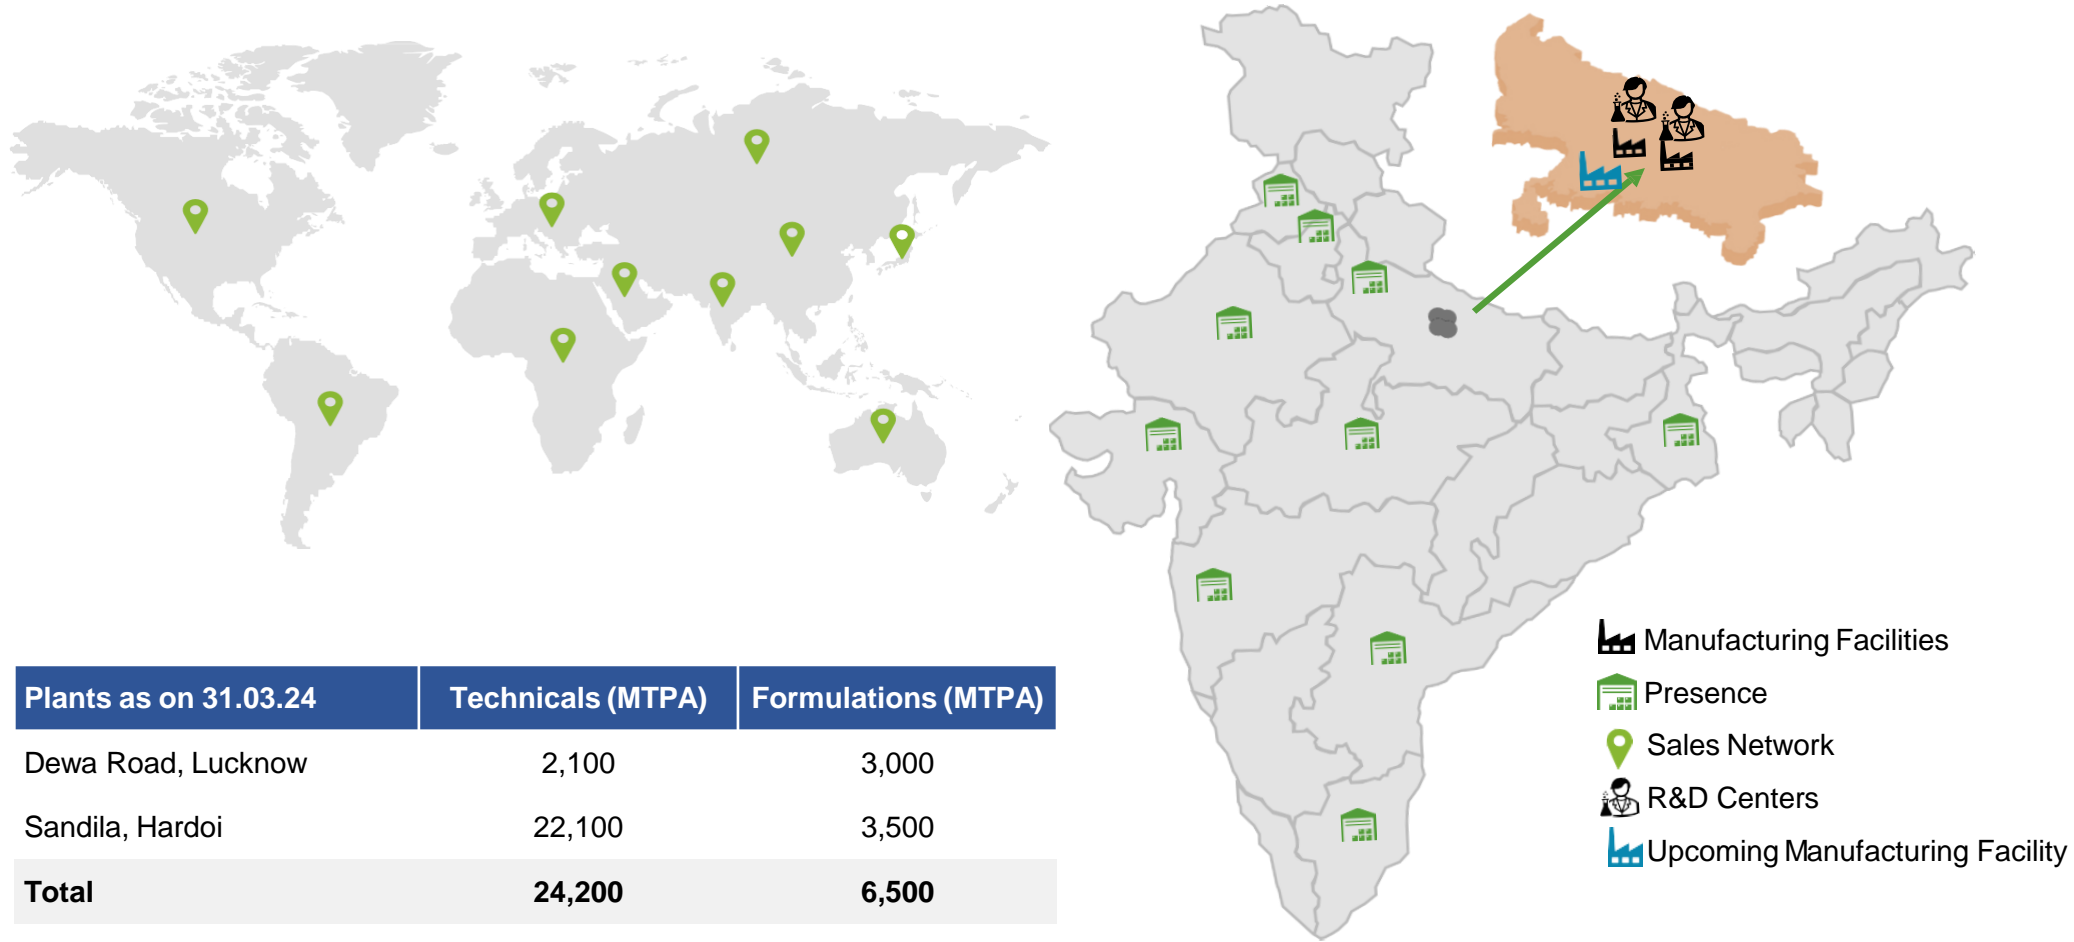 Plants as on 31.03.24 Technicals (MTPA) Formulations (MTPA)
Dewa Road, Lucknow 2,100 3,000
Sandila, Hardoi 22,100 3,500
Total 24,200 6,500
Manufacturing Facilities
Presence
Sales Network
R&D Centers
Upcoming Manufacturing Facility